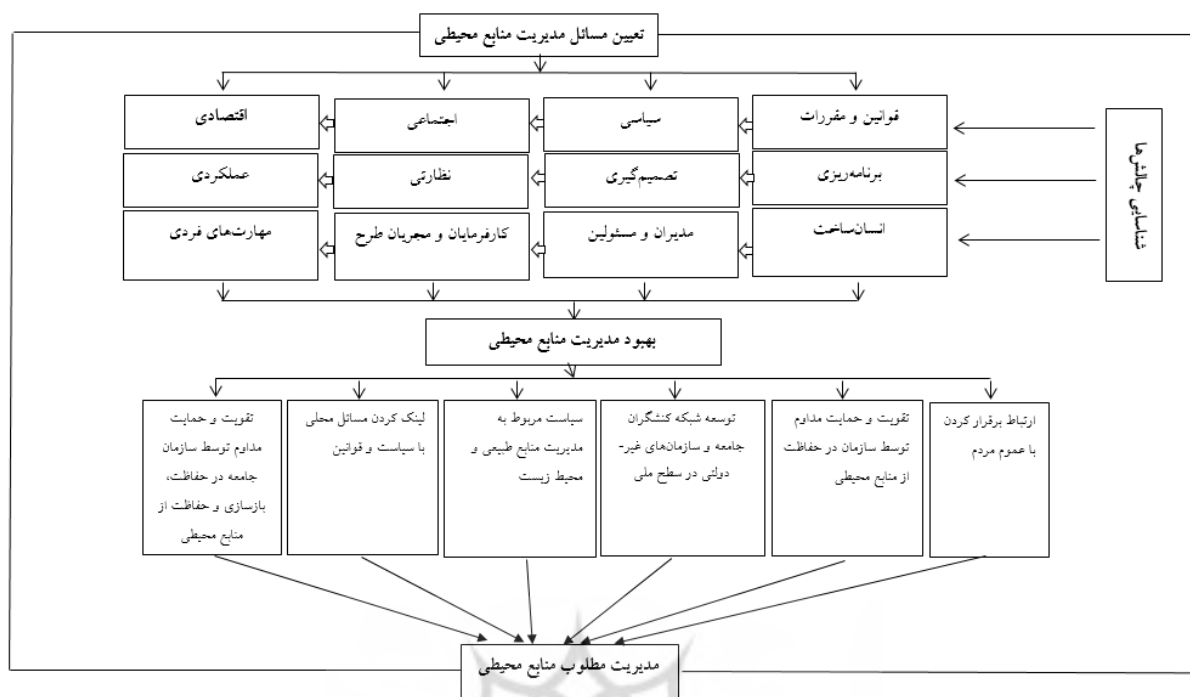 تعیین مسائل مدیریت منابع محیطی
قوانین و مقررات
سیاسی
اجتماعی
اقتصادی
شناسایی چالش‌ها
برنامه‌ریزی
تصمیم‌گیری
نظارتی
عملکردی
انسان‌ساخت
مدیران و مسئولین
کارفرمایان و مجریان طرح
مهارت‌های فردی
بهبود مدیریت منابع محیطی
ارتباط برقرار کردن
با عموم مردم
تقویت و حمایت مداوم
توسط سازمان در حفاظت
از منابع محیطی
توسعه شبکه کنشگران
جامعه و سازمان‌های غیر-
دولتی در سطح ملی
سیاست مربوط به
مدیریت منابع طبیعی و
محیط زیست
لینک کردن مسائل محلی
با سیاست و قوانین
تقویت و حمایت
مداوم توسط سازمان
جامعه در حفاظت،
بازسازی و حفاظت از
منابع محیطی
مدیریت مطلوب منابع محیطی